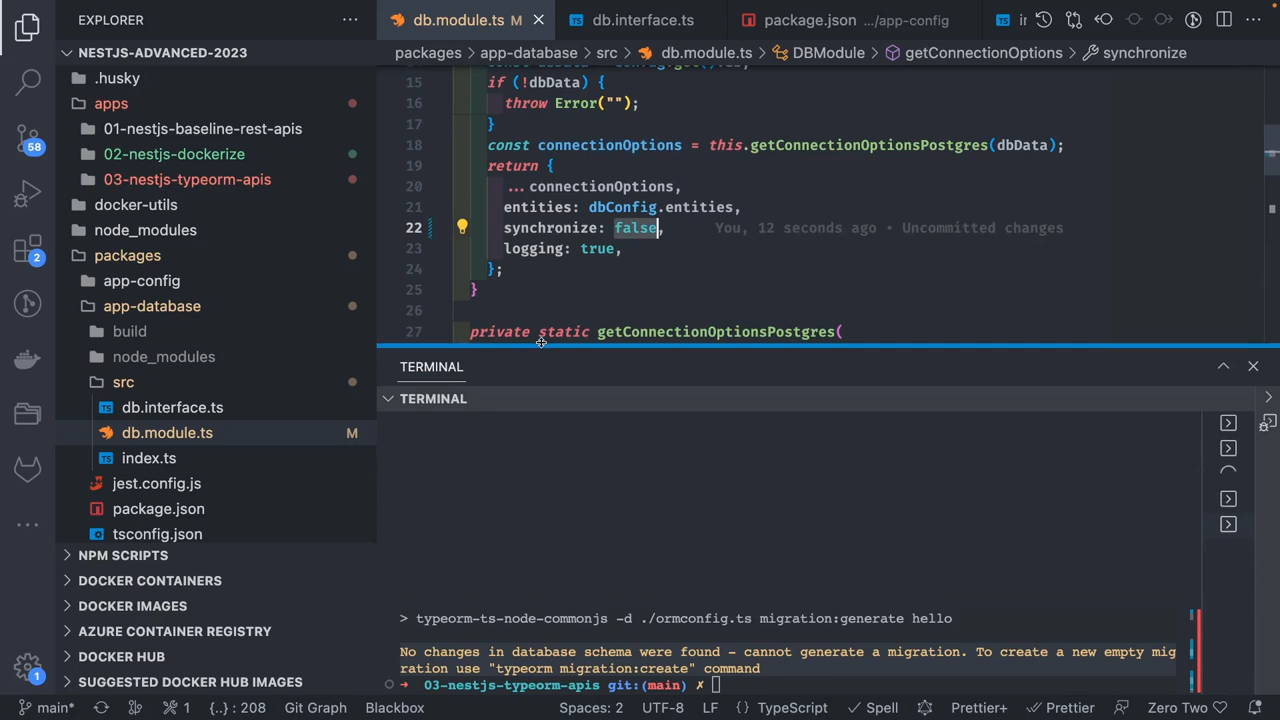 EXPLORER
db.module.ts M
db.interface.ts
package.json .../app-config
packages > app-database > src > db.module.ts > DBModule > getConnectionOptions > synchronize
NESTJS-ADVANCED-2023
.husky
apps
01-nestjs-baseline-rest-apis
02-nestjs-dockerize
03-nestjs-typeorm-apis
docker-utils
node_modules
packages
app-config
app-database
build
node_modules
src
db.interface.ts
db.module.ts M
index.ts
jest.config.js
package.json
tsconfig.json
NPM SCRIPTS
DOCKER CONTAINERS
DOCKER IMAGES
AZURE CONTAINER REGISTRY
DOCKER HUB
SUGGESTED DOCKER HUB IMAGES
58
2
1
15 if (!dbData) {
16 throw Error("");
17 }
18 const connectionOptions = this.getConnectionOptionsPostgres(dbData);
19 return {
20 ...connectionOptions,
21 entities: dbConfig.entities,
22 synchronize: false, You, 12 seconds ago • Uncommitted changes
23 logging: true,
24 };
25 }
26
27 private static getConnectionOptionsPostgres(
TERMINAL
TERMINAL
> typeorm-ts-node-commonjs -d ./ormconfig.ts migration:generate hello
No changes in database schema were found - cannot generate a migration. To create a new empty mig
ration use "typeorm migration:create" command
➜ 03-nestjs-typeorm-apis git:(main) ✗
main* 1 {..} : 208 Git Graph Blackbox Spaces: 2 UTF-8 LF {} TypeScript Spell Prettier+ Prettier Zero Two